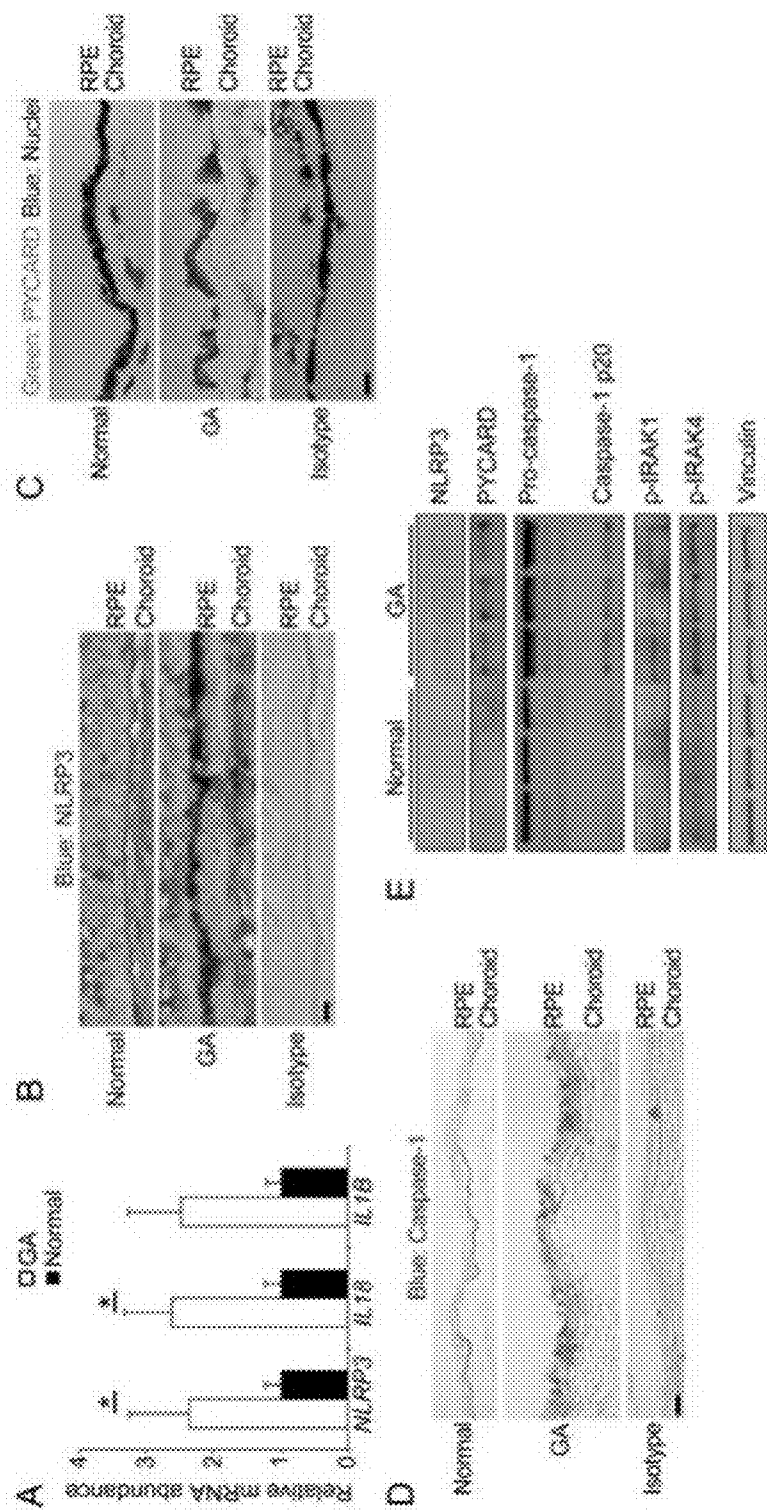 A
□ GA
■ Normal
Relative mRNA abundance
4
3
2
1
0
*
*
NLRP3
IL18
IL1B
B
Blue: NLRP3
Normal
RPE
Choroid
GA
RPE
Choroid
Isotype
RPE
Choroid
C
Green: PYCARD Blue: Nuclei
Normal
RPE
Choroid
GA
RPE
Choroid
Isotype
RPE
Choroid
D
Blue: Caspase-1
Normal
RPE
Choroid
GA
RPE
Choroid
Isotype
RPE
Choroid
E
Normal
GA
NLRP3
PYCARD
Pro-caspase-1
Caspase-1 p20
p-IRAK1
p-IRAK4
Vinculin